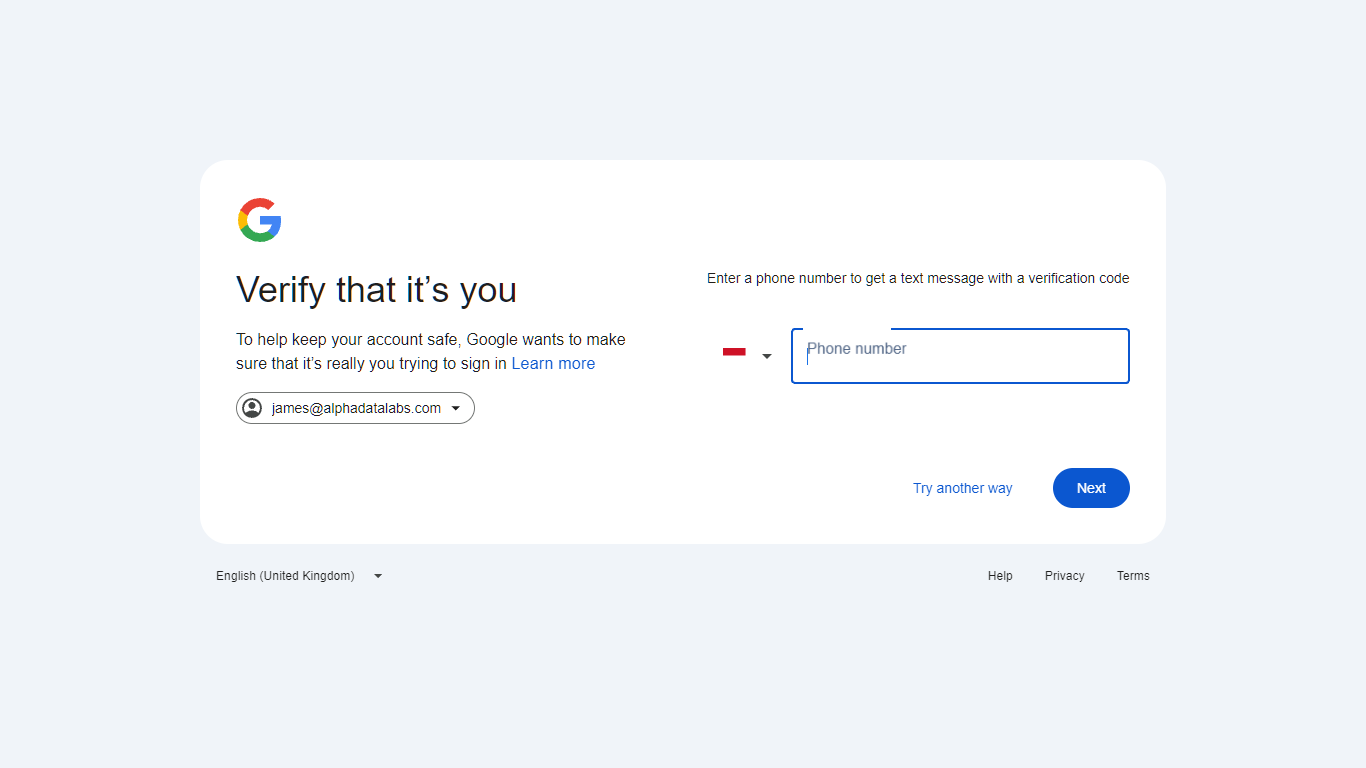 Verify that it’s you
To help keep your account safe, Google wants to make
sure that it’s really you trying to sign in Learn more
james@alphadatalabs.com
Enter a phone number to get a text message with a verification code
Phone number
Try another way
Next
English (United Kingdom)
Help
Privacy
Terms